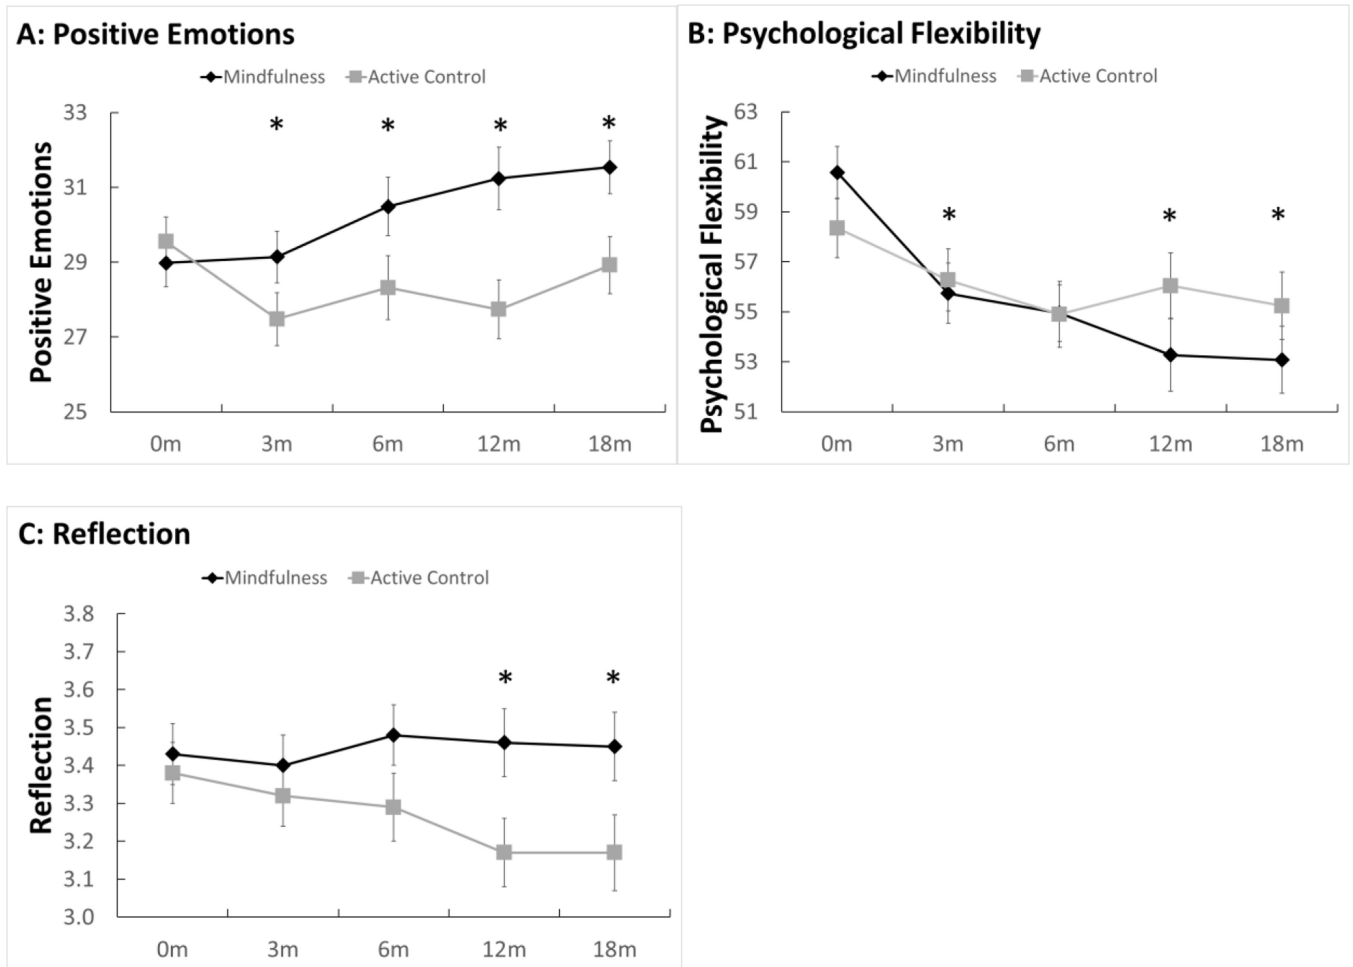 A: Positive Emotions
Mindfulness Active Control
Positive Emotions
33
31
29
27
25
* * * *
0m 3m 6m 12m 18m
B: Psychological Flexibility
Mindfulness Active Control
Psychological Flexibility
63
61
59
57
55
53
51
* * *
0m 3m 6m 12m 18m
C: Reflection
Mindfulness Active Control
Reflection
3.8
3.7
3.6
3.5
3.4
3.3
3.2
3.1
3.0
* *
0m 3m 6m 12m 18m